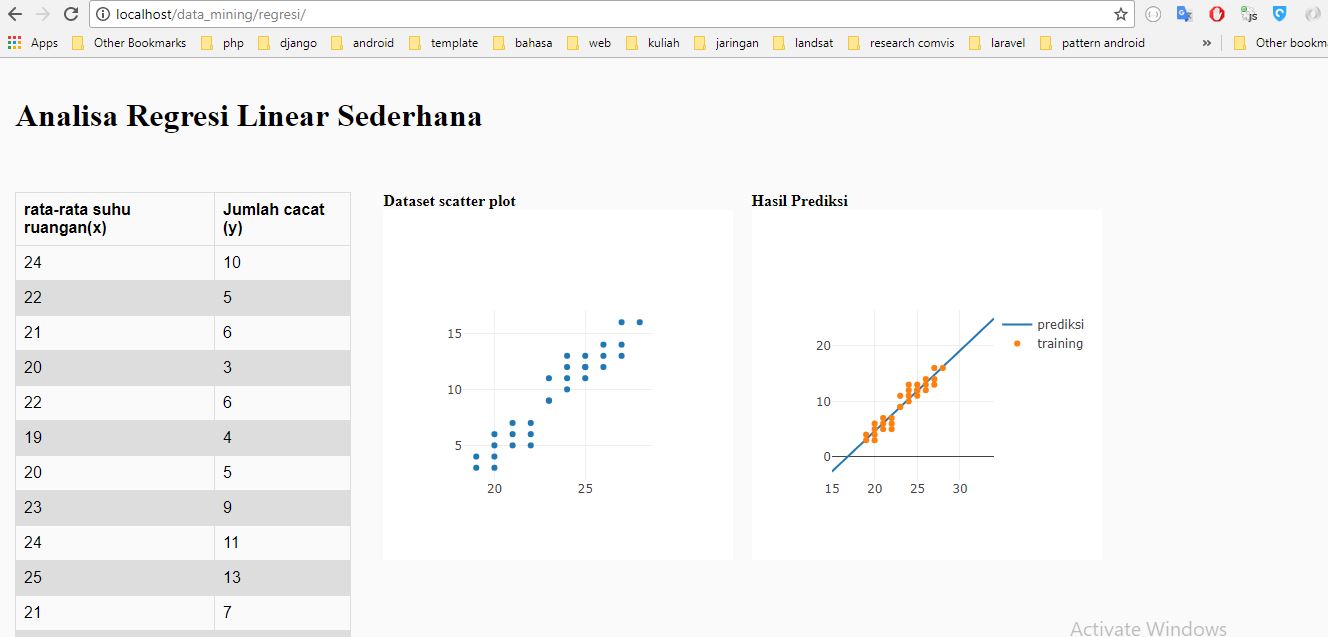 localhost/data_mining/regresi/
Apps Other Bookmarks php django android template bahasa web kuliah jaringan landsat research comvis laravel pattern android » Other bookm
Analisa Regresi Linear Sederhana
rata-rata suhu
ruangan(x)
Jumlah cacat
(y)
24 10
22 5
21 6
20 3
22 6
19 4
20 5
23 9
24 11
25 13
21 7
Dataset scatter plot
15
10
5
20 25
Hasil Prediksi
20
10
0
15 20 25 30
prediksi
training
Activate Windows